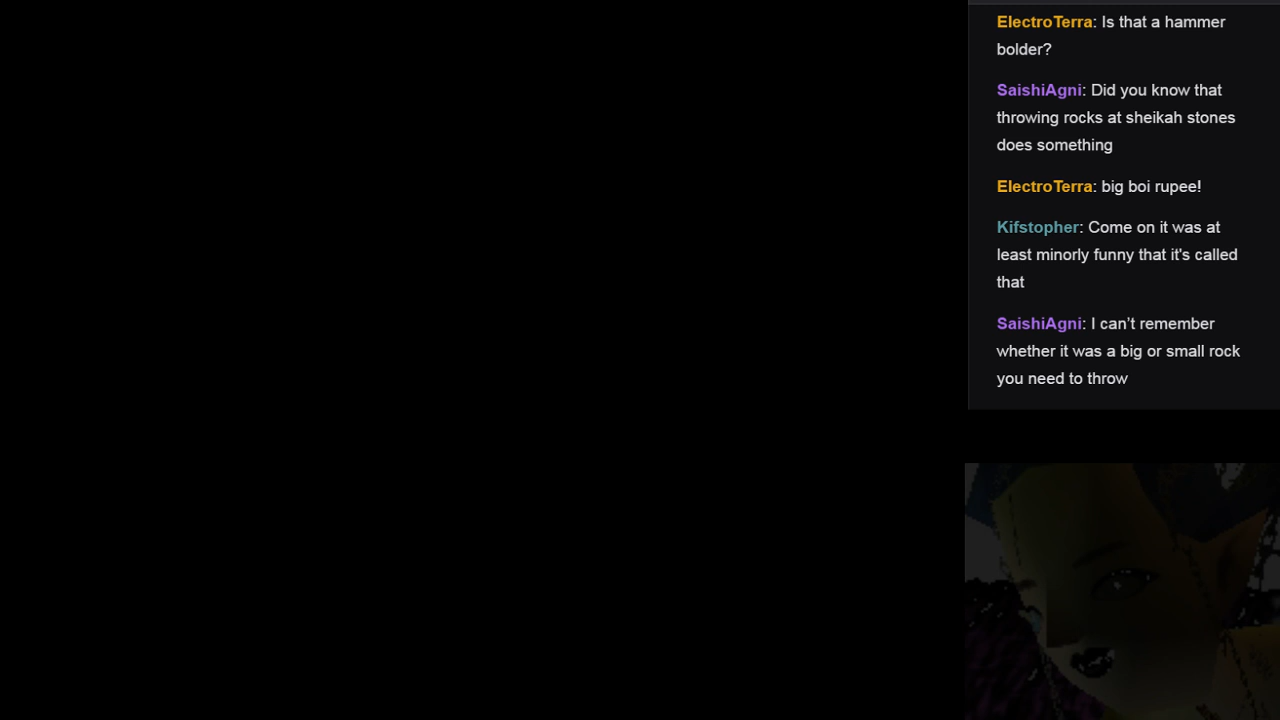 ElectroTerra: Is that a hammer
bolder?
SaishiAgni: Did you know that
throwing rocks at sheikah stones
does something
ElectroTerra: big boi rupee!
Kifstopher: Come on it was at
least minorly funny that it's called
that
SaishiAgni: I can't remember
whether it was a big or small rock
you need to throw